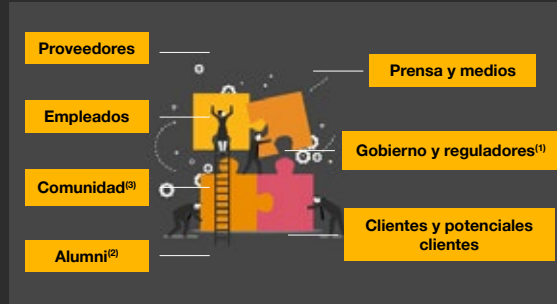 Proveedores
Empleados
Comunidad(3)
Alumni(2)
Prensa y medios
Gobierno y reguladores(1)
Clientes y potenciales
clientes